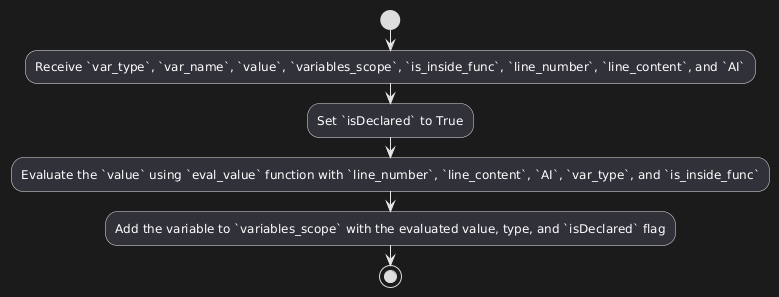 Receive `var_type`, `var_name`, `value`, `variables_scope`, `is_inside_func`, `line_number`, `line_content`, and `AI`
Set `isDeclared` to True
Evaluate the `value` using `eval_value` function with `line_number`, `line_content`, `AI`, `var_type`, and `is_inside_func`
Add the variable to `variables_scope` with the evaluated value, type, and `isDeclared` flag